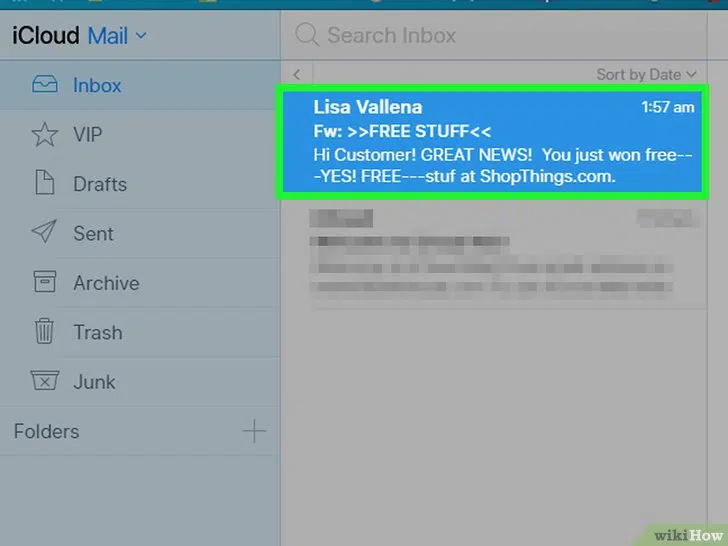 iCloud Mail
Search Inbox
Inbox
VIP
Drafts
Sent
Archive
Trash
Junk
Folders
Sort by Date
Lisa Vallena 1:57 am
Fw: >>FREE STUFF<<
Hi Customer! GREAT NEWS!  You just won free--
-YES! FREE---stuf at ShopThings.com.
wikiHow